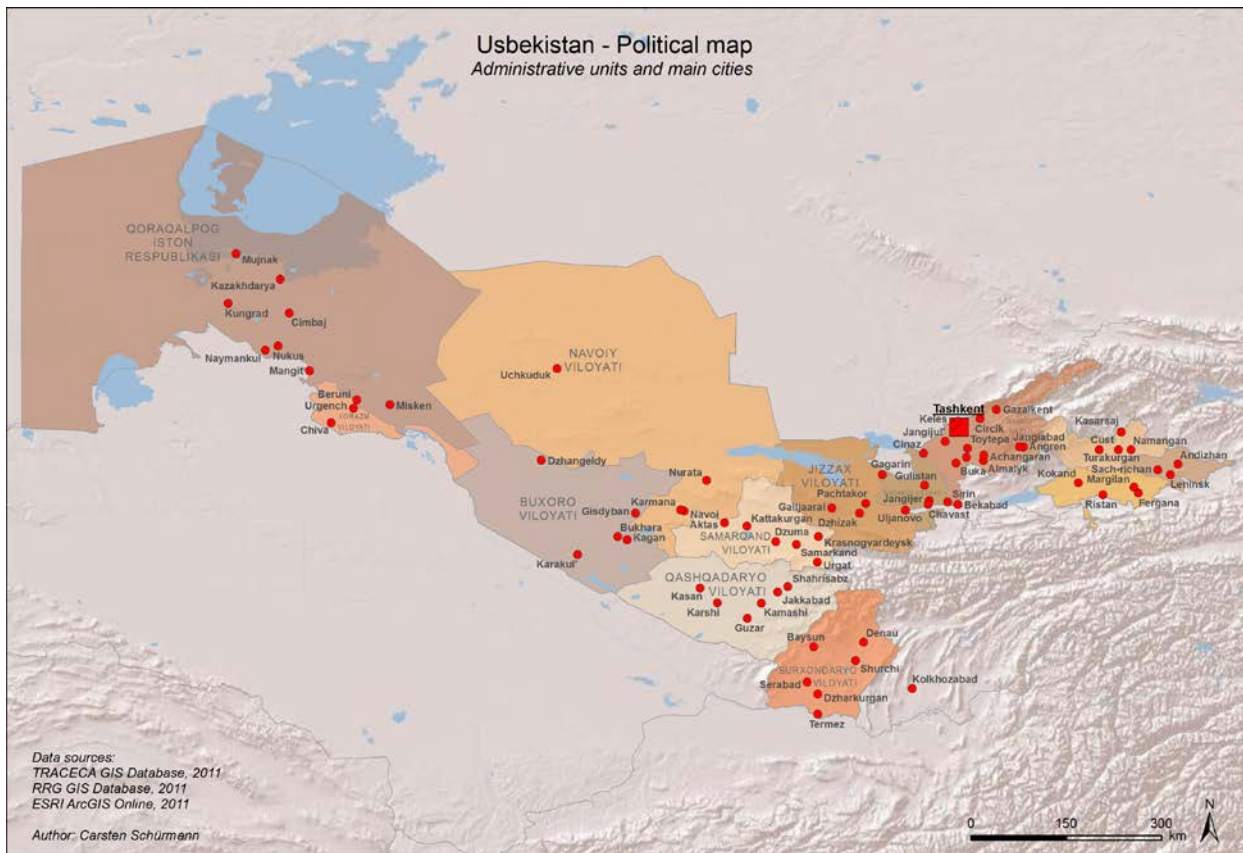 Usbekistan - Political map
Administrative units and main cities
QORAQALPOG
ISTON
RESPUBLIKASI
Mujnak
Kazakhdarya
Kungrad
Cimbaj
Naymankul
Nukus
Mangit
Beruni
Urgench
Misken
Chiva
VILOYATI
NAVOIY
VILOYATI
Uchkuduk
Dzhangeldy
Nurata
BUXORO
VILOYATI
Gisdyban
Karmana
Navoi
Bukhara
Kagan
Karakul'
Aktas
Kattakurgan
SAMARQAND
VILOYATI
Dzuma
Samarkand
Krasnogvardeysk
Urgat
JIZZAX
VILOYATI
Gagarin
Gulistan
Pachtakor
Galljaaral
Dzhizak
Uljanovo
Jangijer
Chavast
Sirin
Bekabad
Tashkent
Keles
Jangijul'
Cinaz
Gazalkent
Circik
Toytepa
Jangiabad
Angren
Achangaran
Almalyk
Buka
Kasarsaj
Cust
Namangan
Turakurgan
Andizhan
Sach-richan
Kokand
Margilan
Leninsk
Ristan
Fergana
QASHQADARYO
VILOYATI
Shahrisabz
Kasan
Jakkabad
Karshi
Kamashi
Guzar
Baysun
Denau
Shurchi
SURXONDARYO
VILOYATI
Serabad
Dzharkurgan
Kolkhozabad
Termez
Data sources:
TRACECA GIS Database, 2011
RRG GIS Database, 2011
ESRI ArcGIS Online, 2011
Author: Carsten Schürmann
0 150 300
km
N